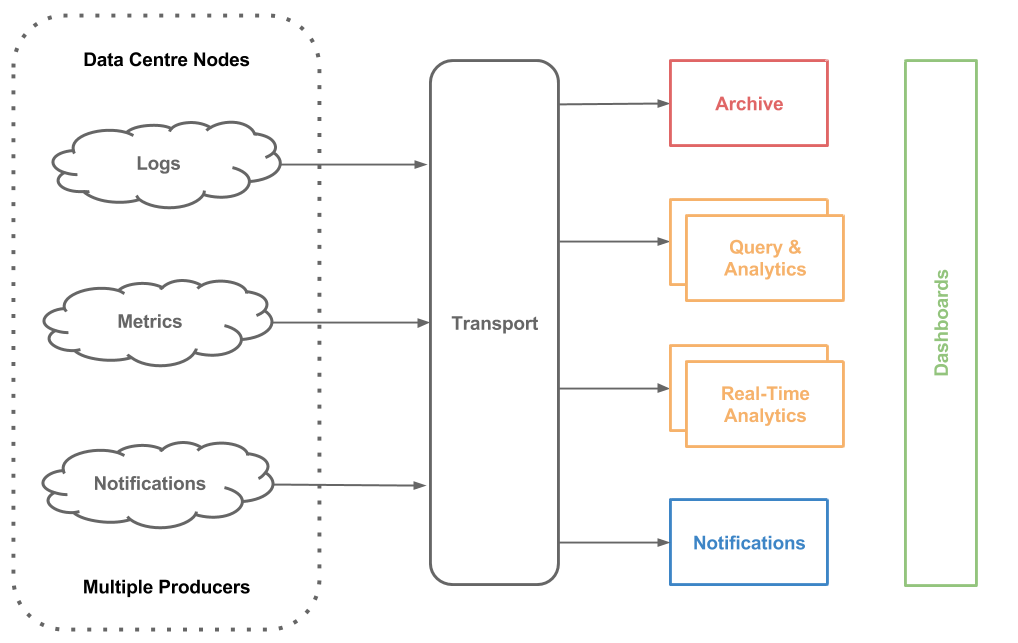 Data Centre Nodes
Logs
Metrics
Notifications
Multiple Producers
Transport
Archive
Query &
Analytics
Real-Time
Analytics
Notifications
Dashboards